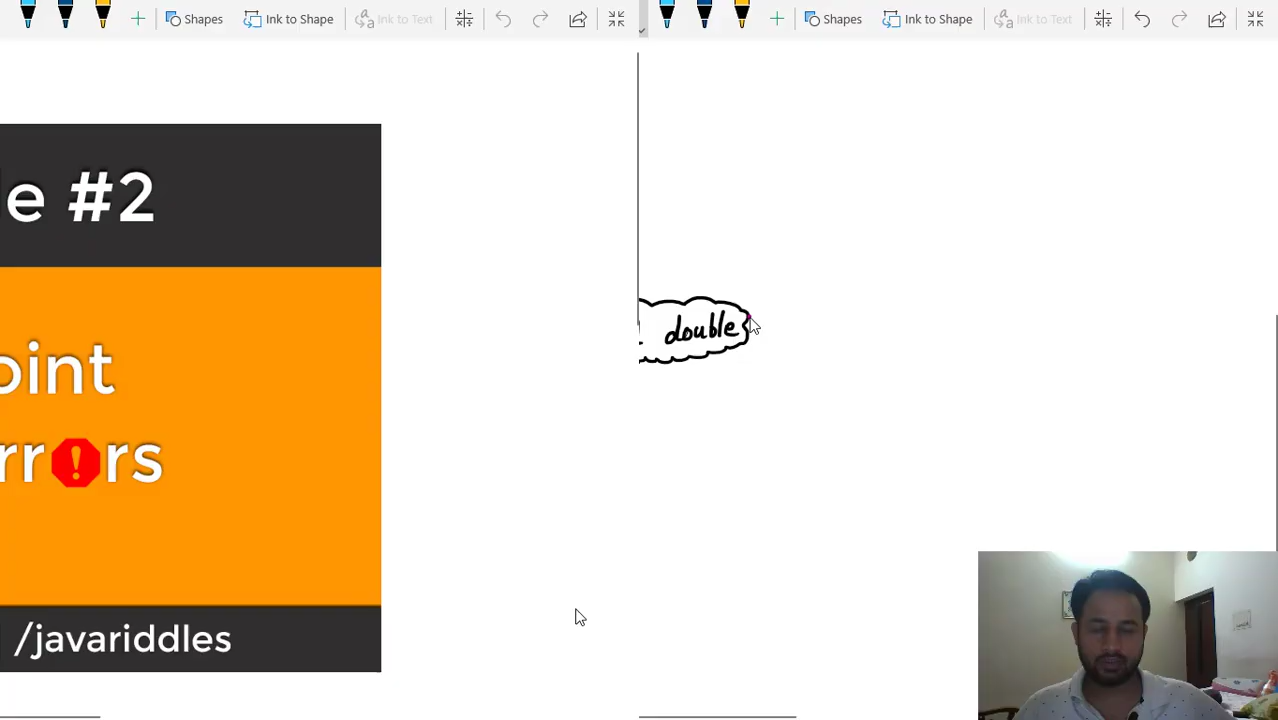 Shapes Ink to Shape Ink to Text
Shapes Ink to Shape Ink to Text
le #2
oint
rr!rs
/javariddles
double